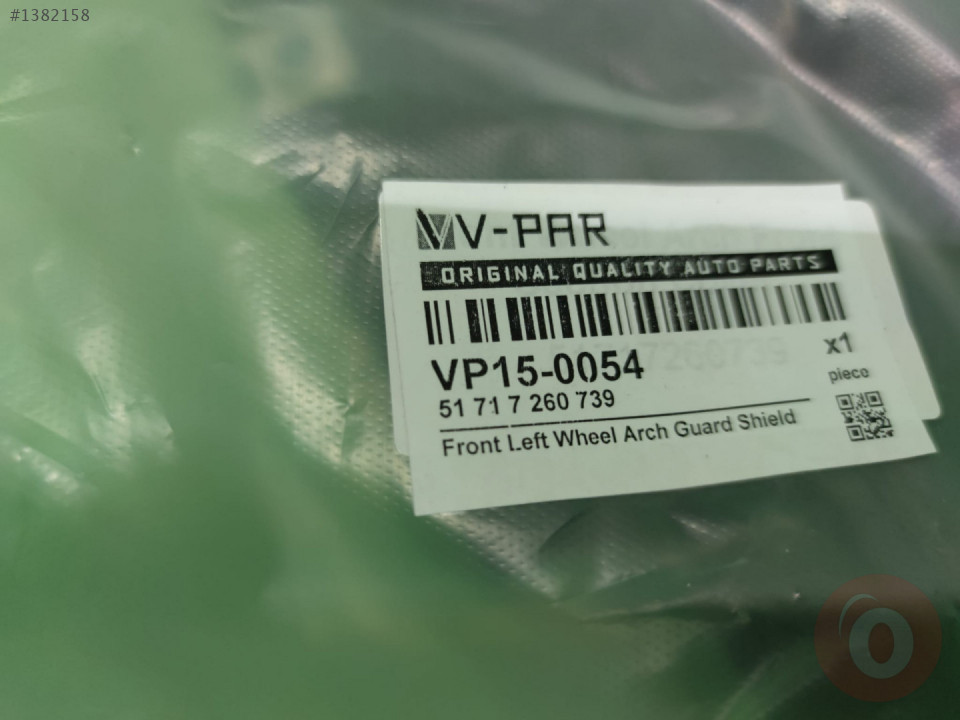 #1382158
V-PAR
ORIGINAL QUALITY AUTO PARTS
VP15-0054
x1
piece
51 71 7 260 739
Front Left Wheel Arch Guard Shield